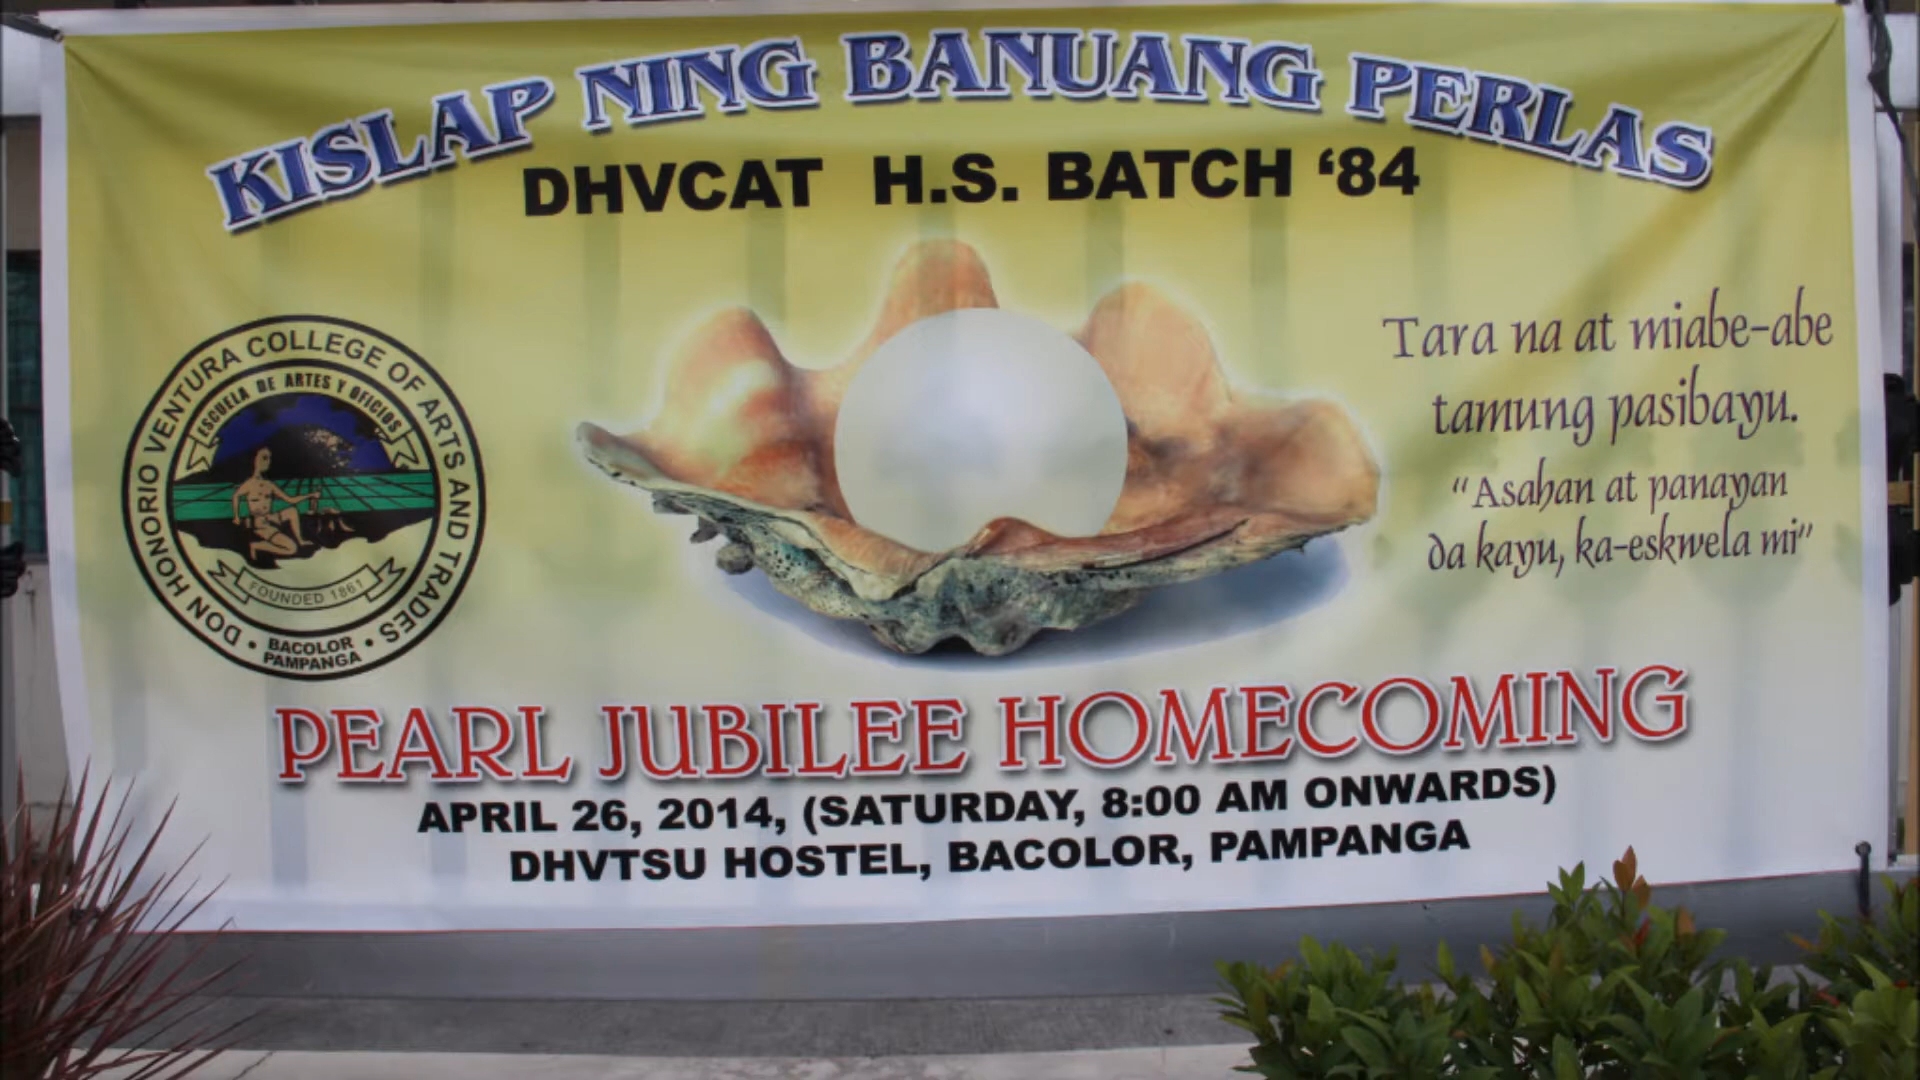 KISLAP NING BANUANG PERLAS
DHVCAT H.S. BATCH ‘84
DON HONORIO VENTURA COLLEGE OF ARTS AND TRADES
ESCUELA DE ARTES Y OFICIOS
FOUNDED 1861
• BACOLOR •
PAMPANGA
Tara na at miabe-abe
tamung pasibayu.
“Asahan at panayan
da kayu, ka-eskwela mi”
PEARL JUBILEE HOMECOMING
APRIL 26, 2014, (SATURDAY, 8:00 AM ONWARDS)
DHVTSU HOSTEL, BACOLOR, PAMPANGA